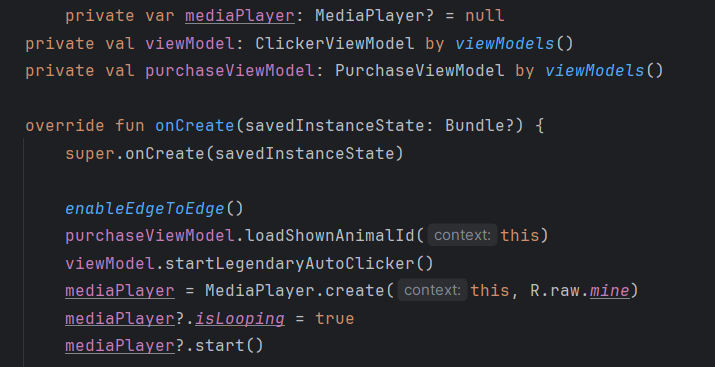 private var mediaPlayer: MediaPlayer? = null
private val viewModel: ClickerViewModel by viewModels()
private val purchaseViewModel: PurchaseViewModel by viewModels()
override fun onCreate(savedInstanceState: Bundle?) {
super.onCreate(savedInstanceState)
enableEdgeToEdge()
purchaseViewModel.loadShownAnimalId( context: this)
viewModel.startLegendaryAutoClicker()
mediaPlayer = MediaPlayer.create( context: this, R.raw.mine)
mediaPlayer?.isLooping = true
mediaPlayer?.start()